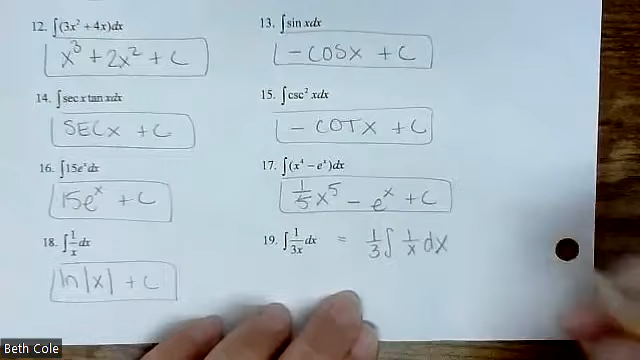 12. ∫(3x² + 4x)dx
x³ + 2x² + C
13. ∫sin xdx
-COSX + C
14. ∫sec x tan xdx
SECX + C
15. ∫csc² xdx
- COTX + C
16. ∫15eˣdx
15eˣ + C
17. ∫(x⁴ − eˣ)dx
1/5 x⁵ - eˣ + C
18. ∫1/x dx
ln|x| + C
19. ∫1/3x dx = 1/3 ∫ 1/x dx
Beth Cole